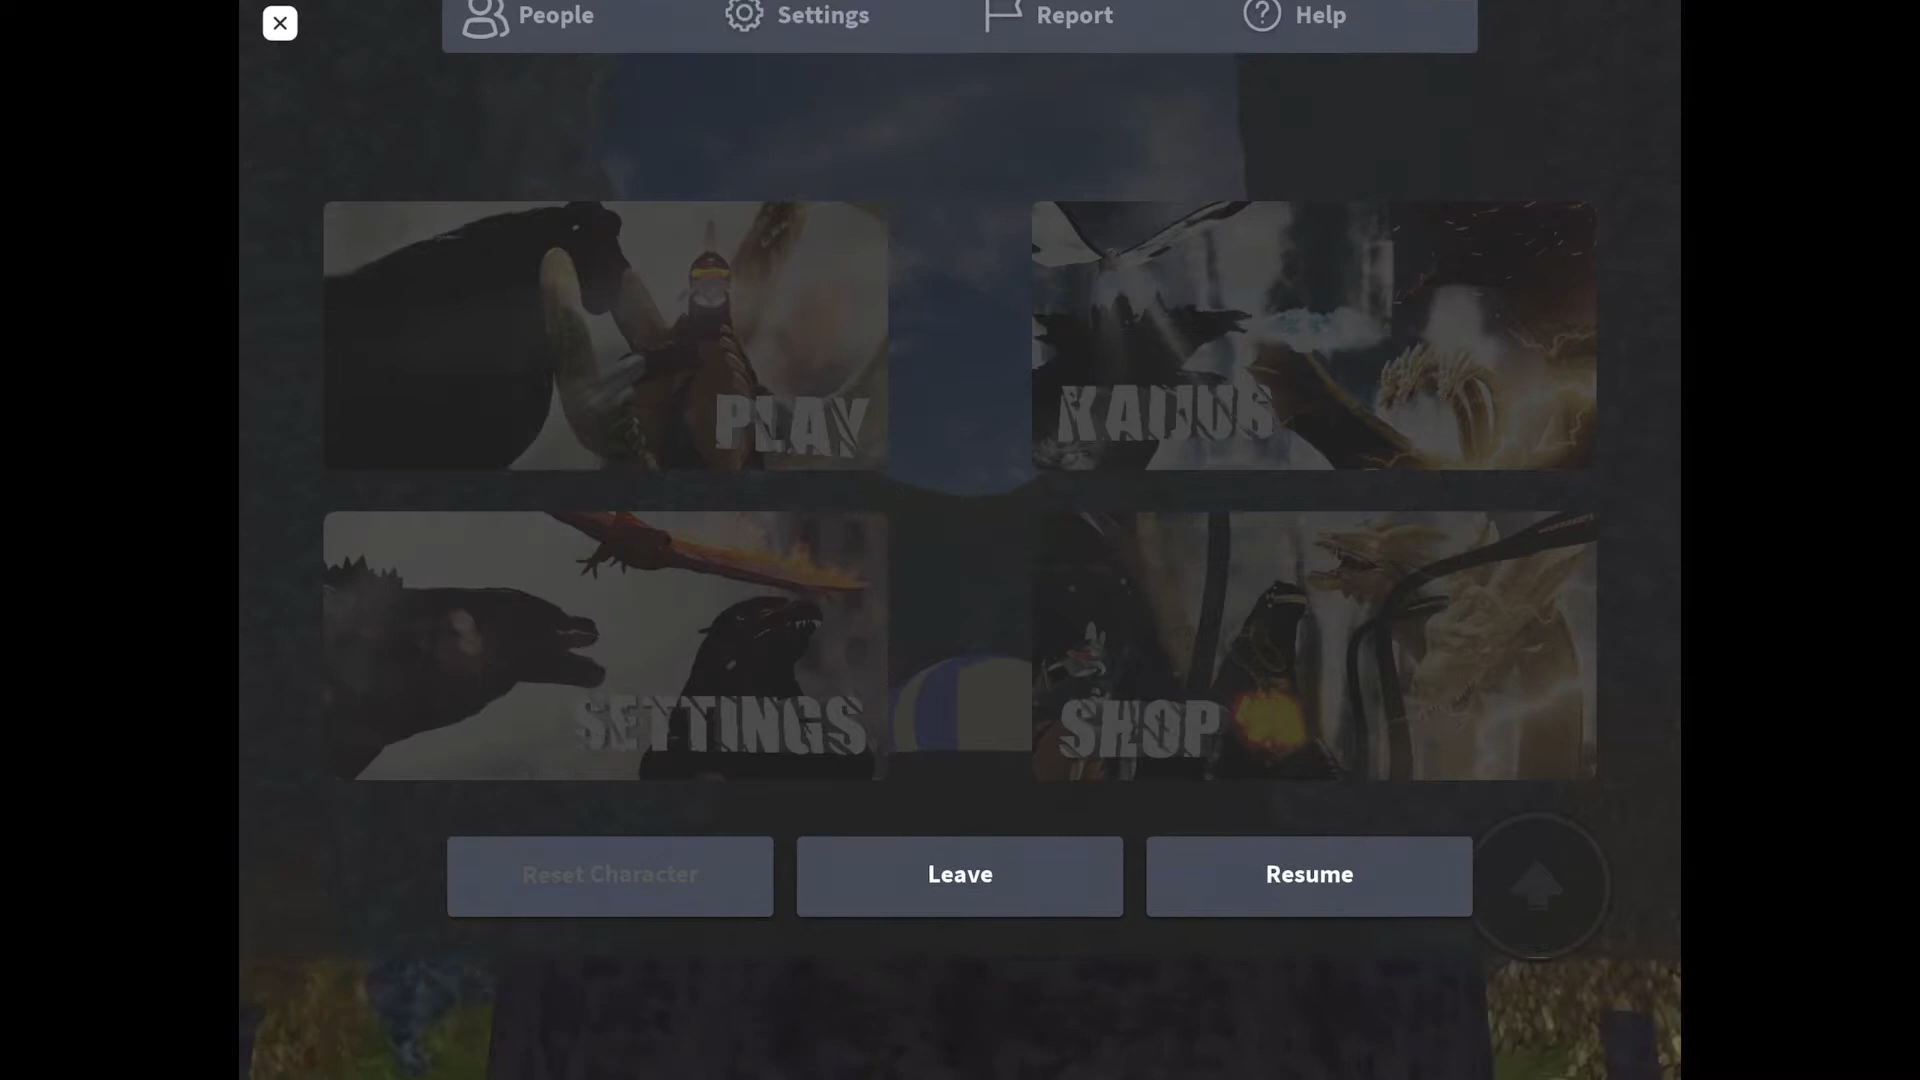 People
Settings
Report
Help
PLAY
KAIJUS
SETTINGS
SHOP
Reset Character
Leave
Resume